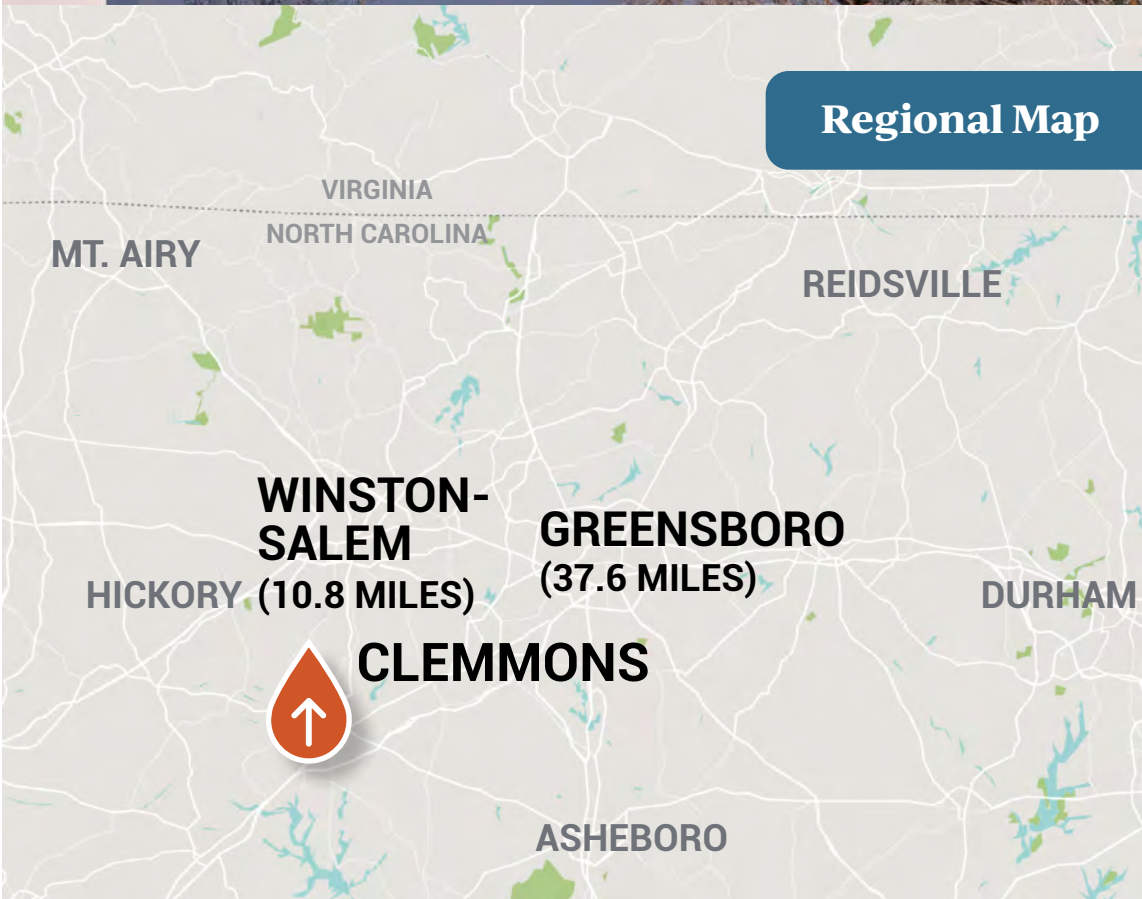 Regional Map
VIRGINIA
NORTH CAROLINA
MT. AIRY
REIDSVILLE
WINSTON-
SALEM
(10.8 MILES)
GREENSBORO
(37.6 MILES)
HICKORY
DURHAM
CLEMMONS
ASHEBORO